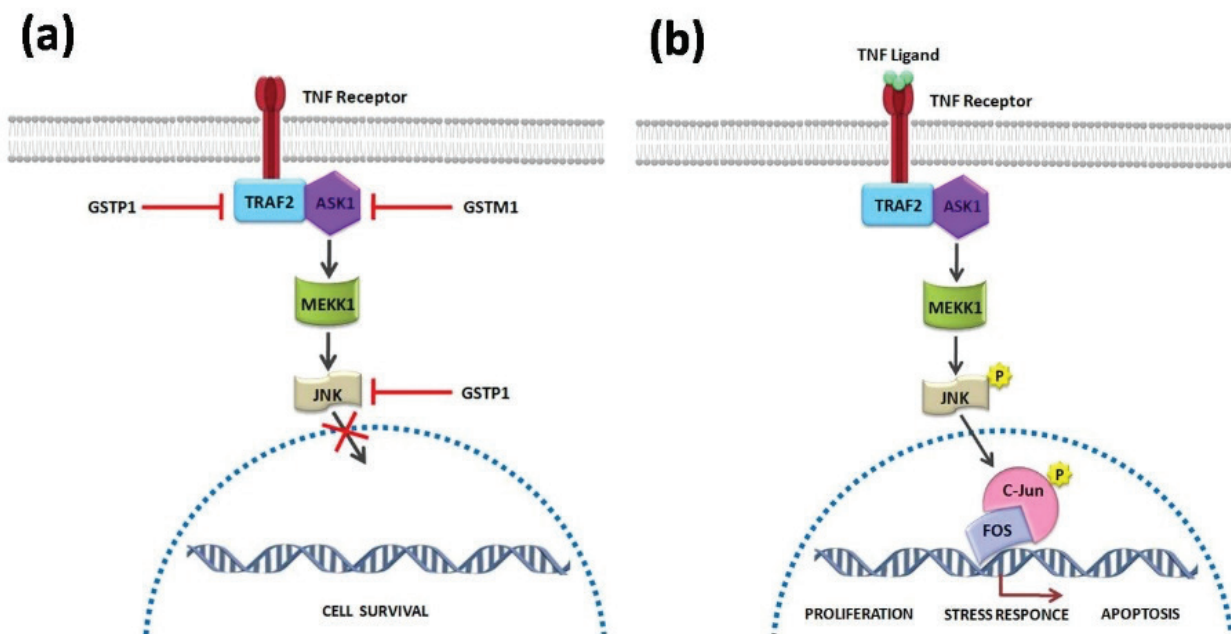 (a)
TNF Receptor
GSTP1
TRAF2
ASK1
GSTM1
MEKK1
JNK
GSTP1
CELL SURVIVAL
(b)
TNF Ligand
TNF Receptor
TRAF2
ASK1
MEKK1
P
JNK
P
C-Jun
FOS
PROLIFERATION STRESS RESPONCE APOPTOSIS